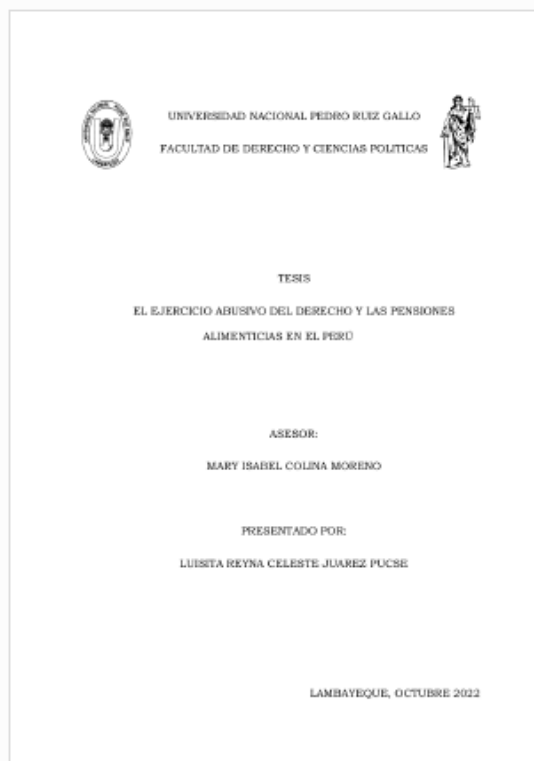 UNIVERSIDAD NACIONAL PEDRO RUIZ GALLO
FACULTAD DE DERECHO Y CIENCIAS POLITICAS
TESIS
EL EJERCICIO ABUSIVO DEL DERECHO Y LAS PENSIONES
ALIMENTICIAS EN EL PERÚ
ASESOR:
MARY ISABEL COLINA MORENO
PRESENTADO POR:
LUISITA REYNA CELESTE JUAREZ PUCSE
LAMBAYEQUE, OCTUBRE 2022